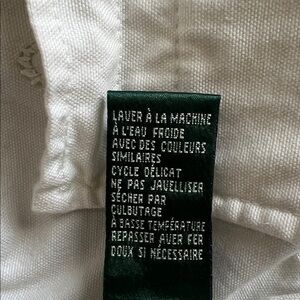 LAVER À LA MACHINE
À L'EAU FROIDE
AVEC DES COULEURS
SIMILAIRES
CYCLE DÉLICAT
NE PAS JAVELLISER
SÉCHER PAR
CULBUTAGE
À BASSE TEMPÉRATURE
REPASSER AUER FER
DOUX SI NÉCESSAIRE